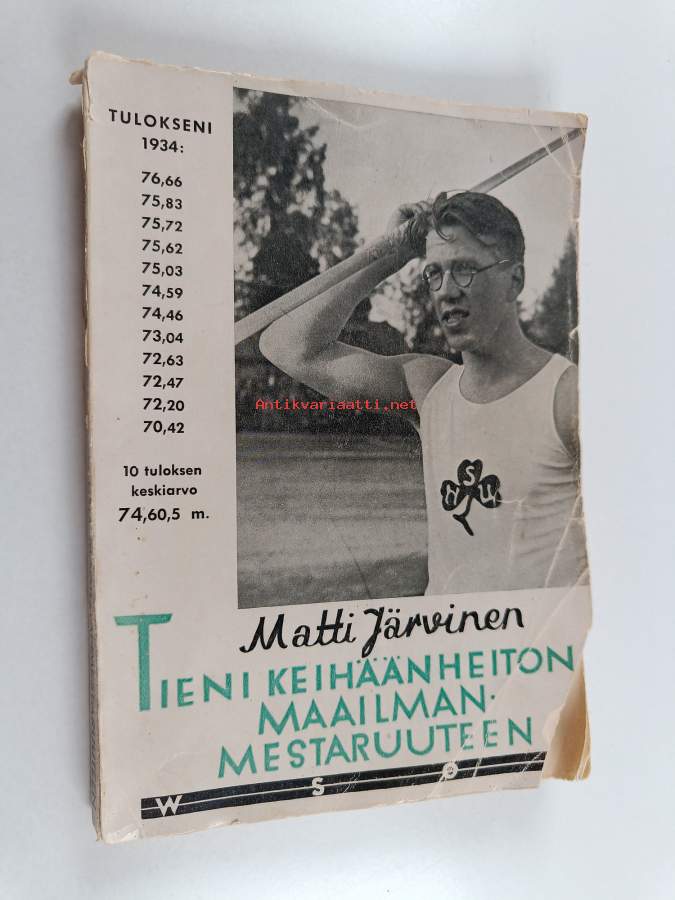 TULOKSENI
1934:
76,66
75,83
75,72
75,62
75,03
74,59
74,46
73,04
72,63
72,47
72,20
70,42
10 tuloksen
keskiarvo
74,60,5 m.
Antikvariaatti.net
S
H U
Matti Järvinen
TIENI KEIHÄÄNHEITON
MAAILMAN-
MESTARUUTEEN
W S O